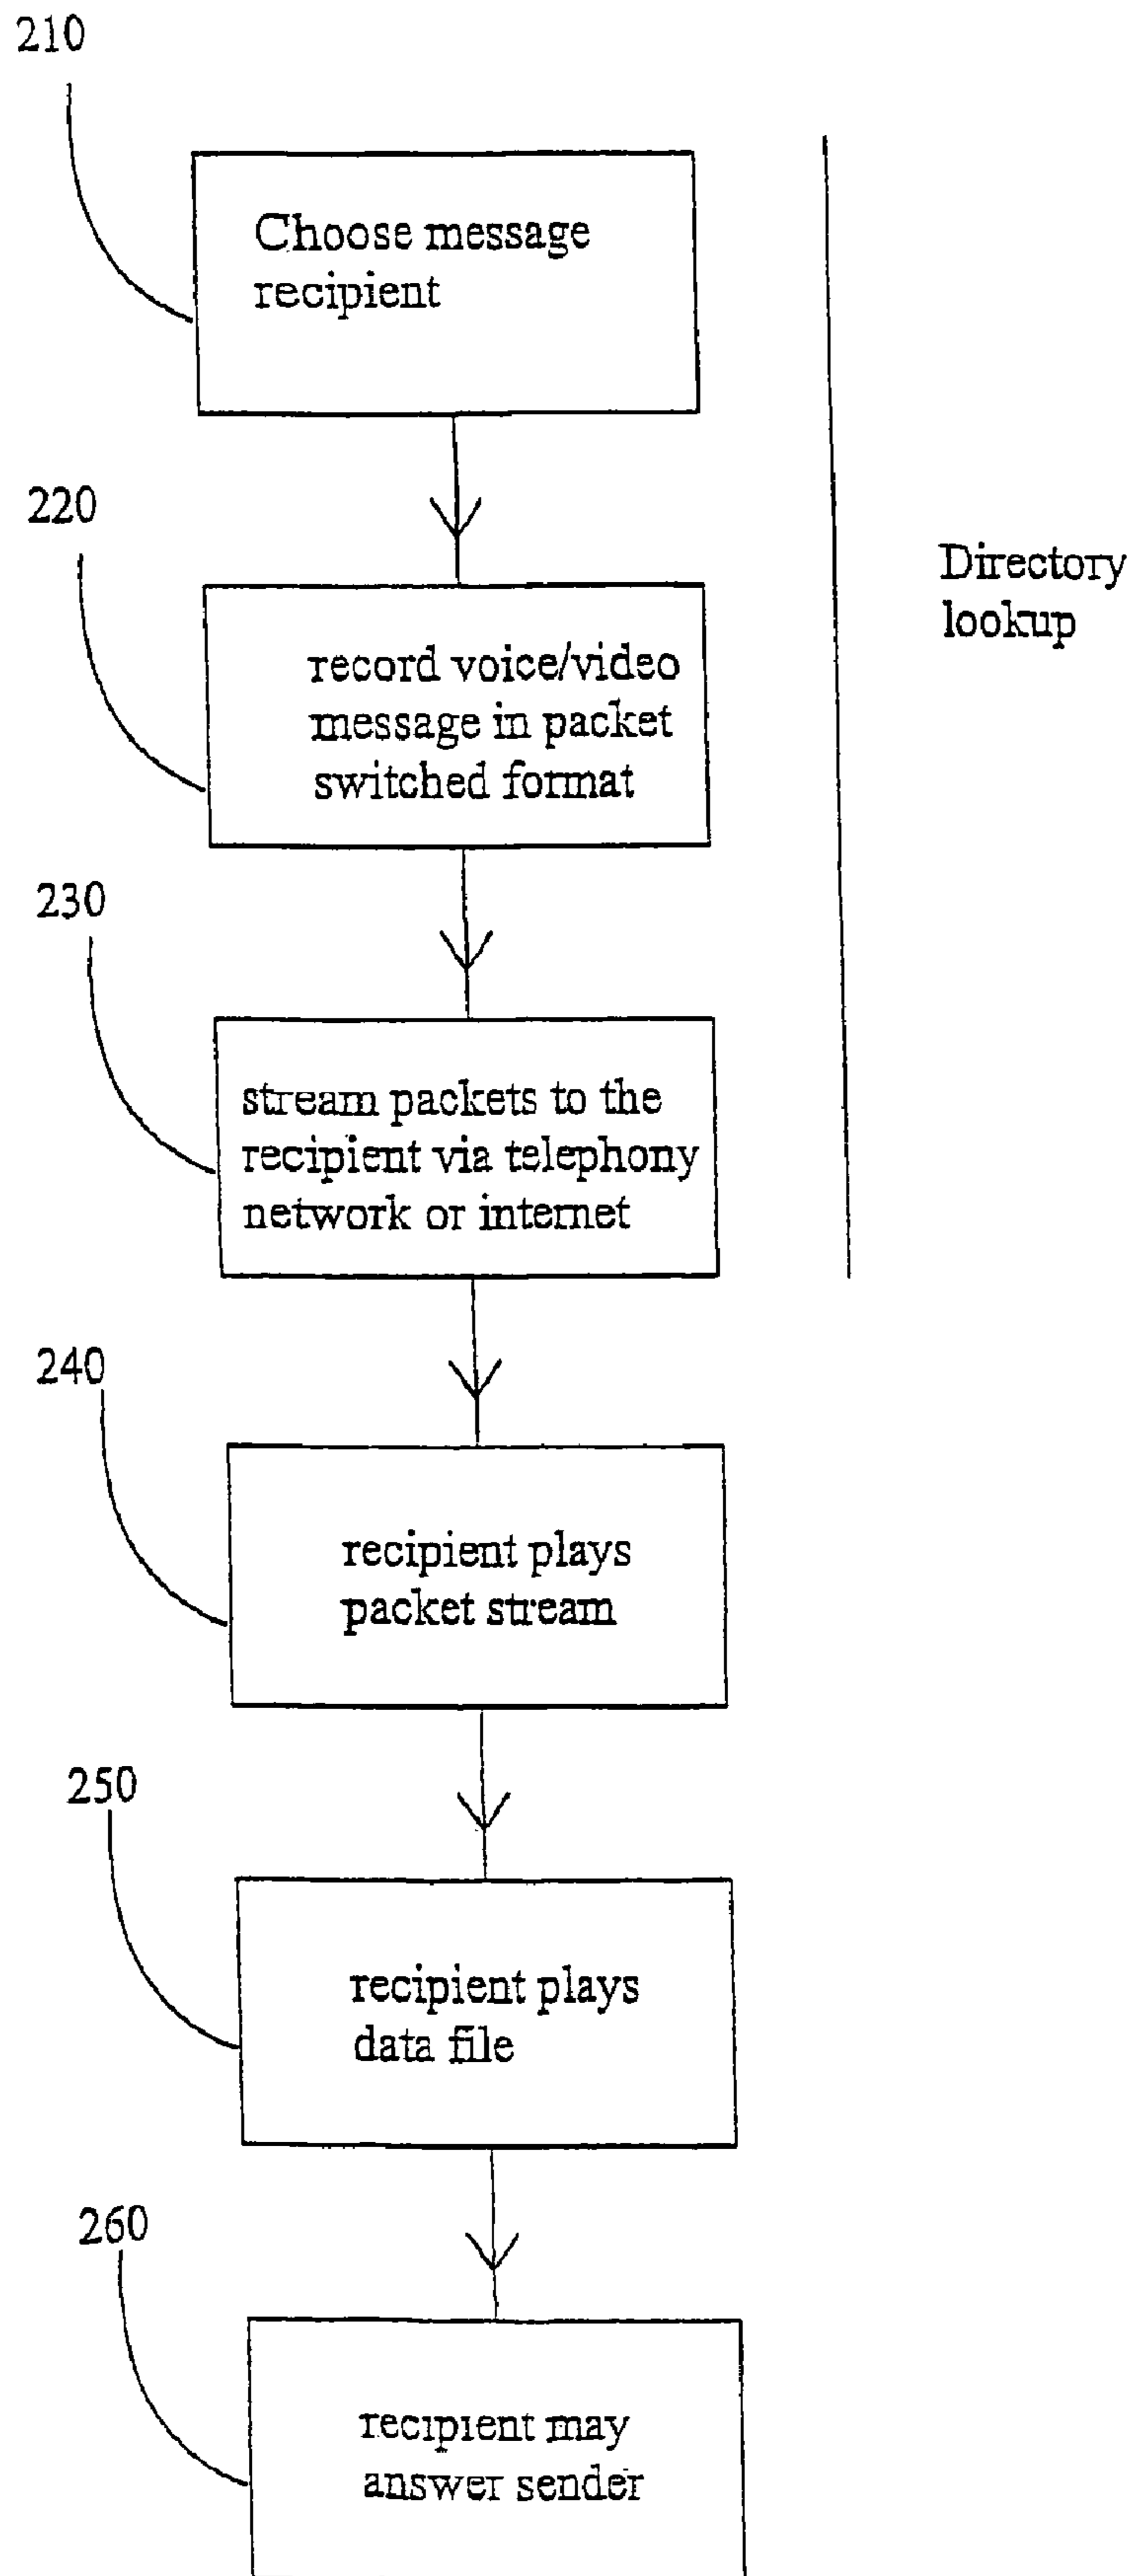 210
Choose message
recipient
220
Directory
lookup
record voice/video
message in packet
switched format
230
stream packets to the
recipient via telephony
network or internet
240
recipient plays
packet stream
250
recipient plays
data file
260
recipient may
answer sender